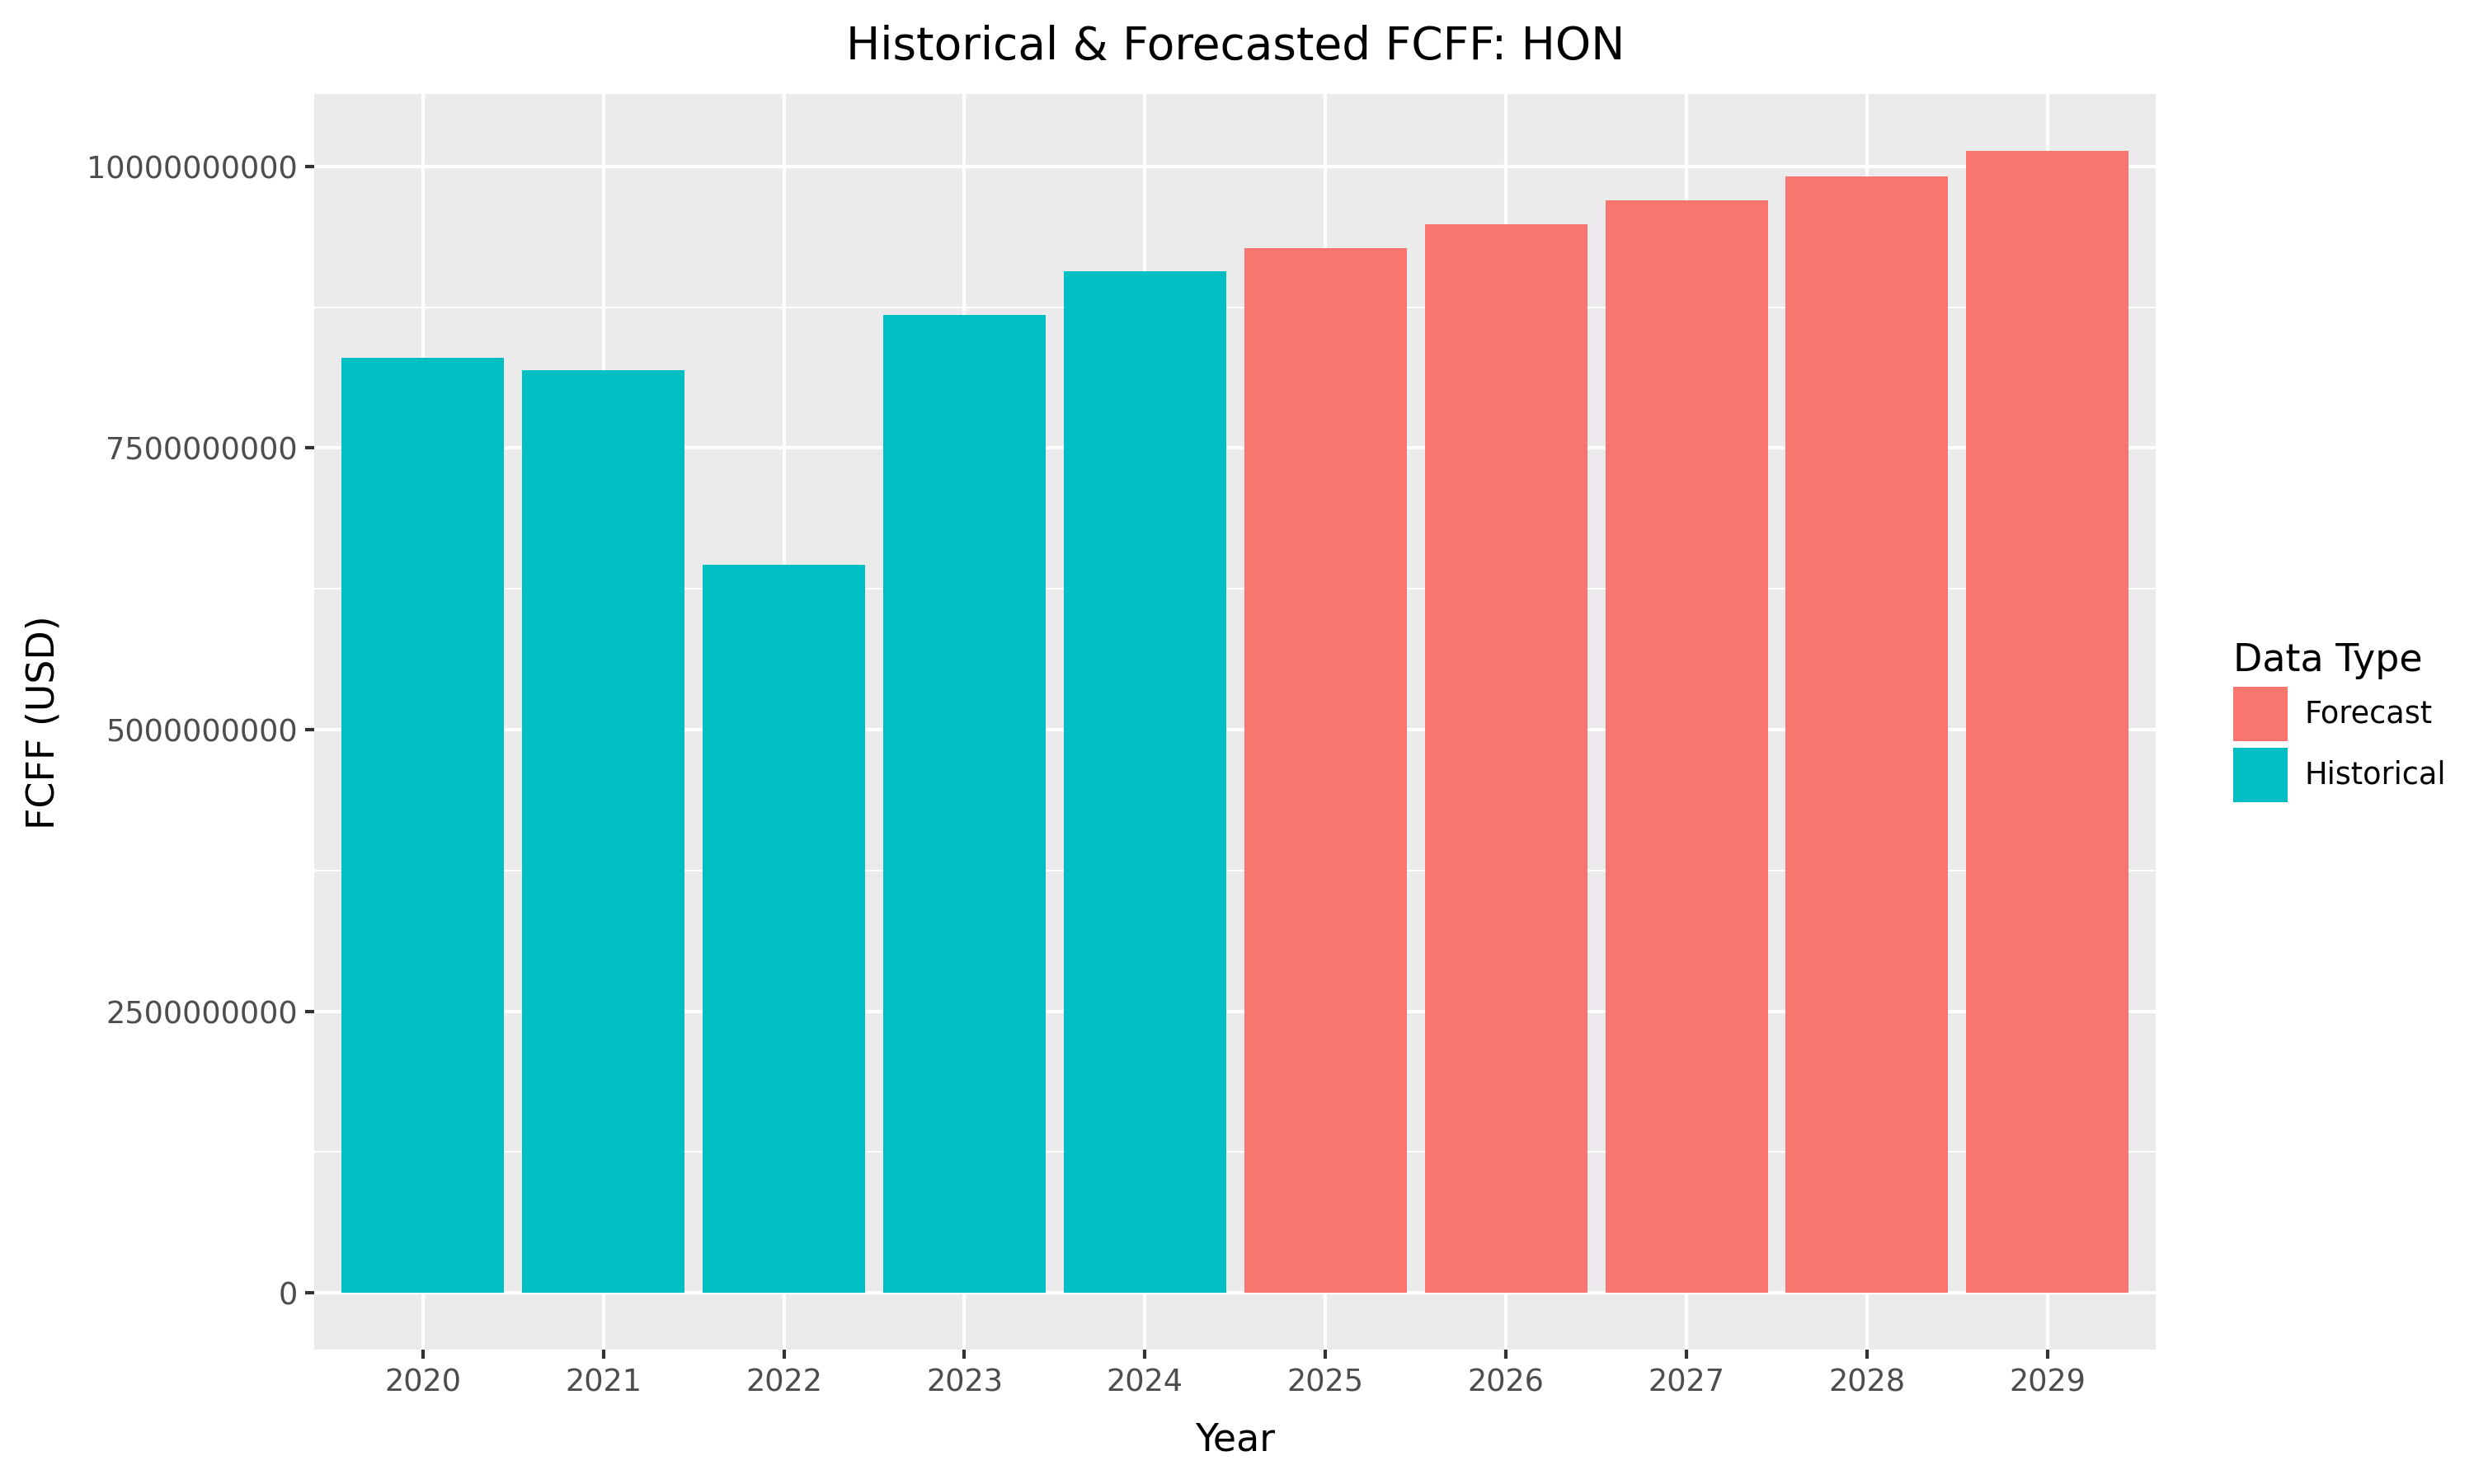 Historical & Forecasted FCFF: HON
FCFF (USD)
10000000000
7500000000
5000000000
2500000000
0
2020 2021 2022 2023 2024 2025 2026 2027 2028 2029
Year
Data Type
Forecast
Historical